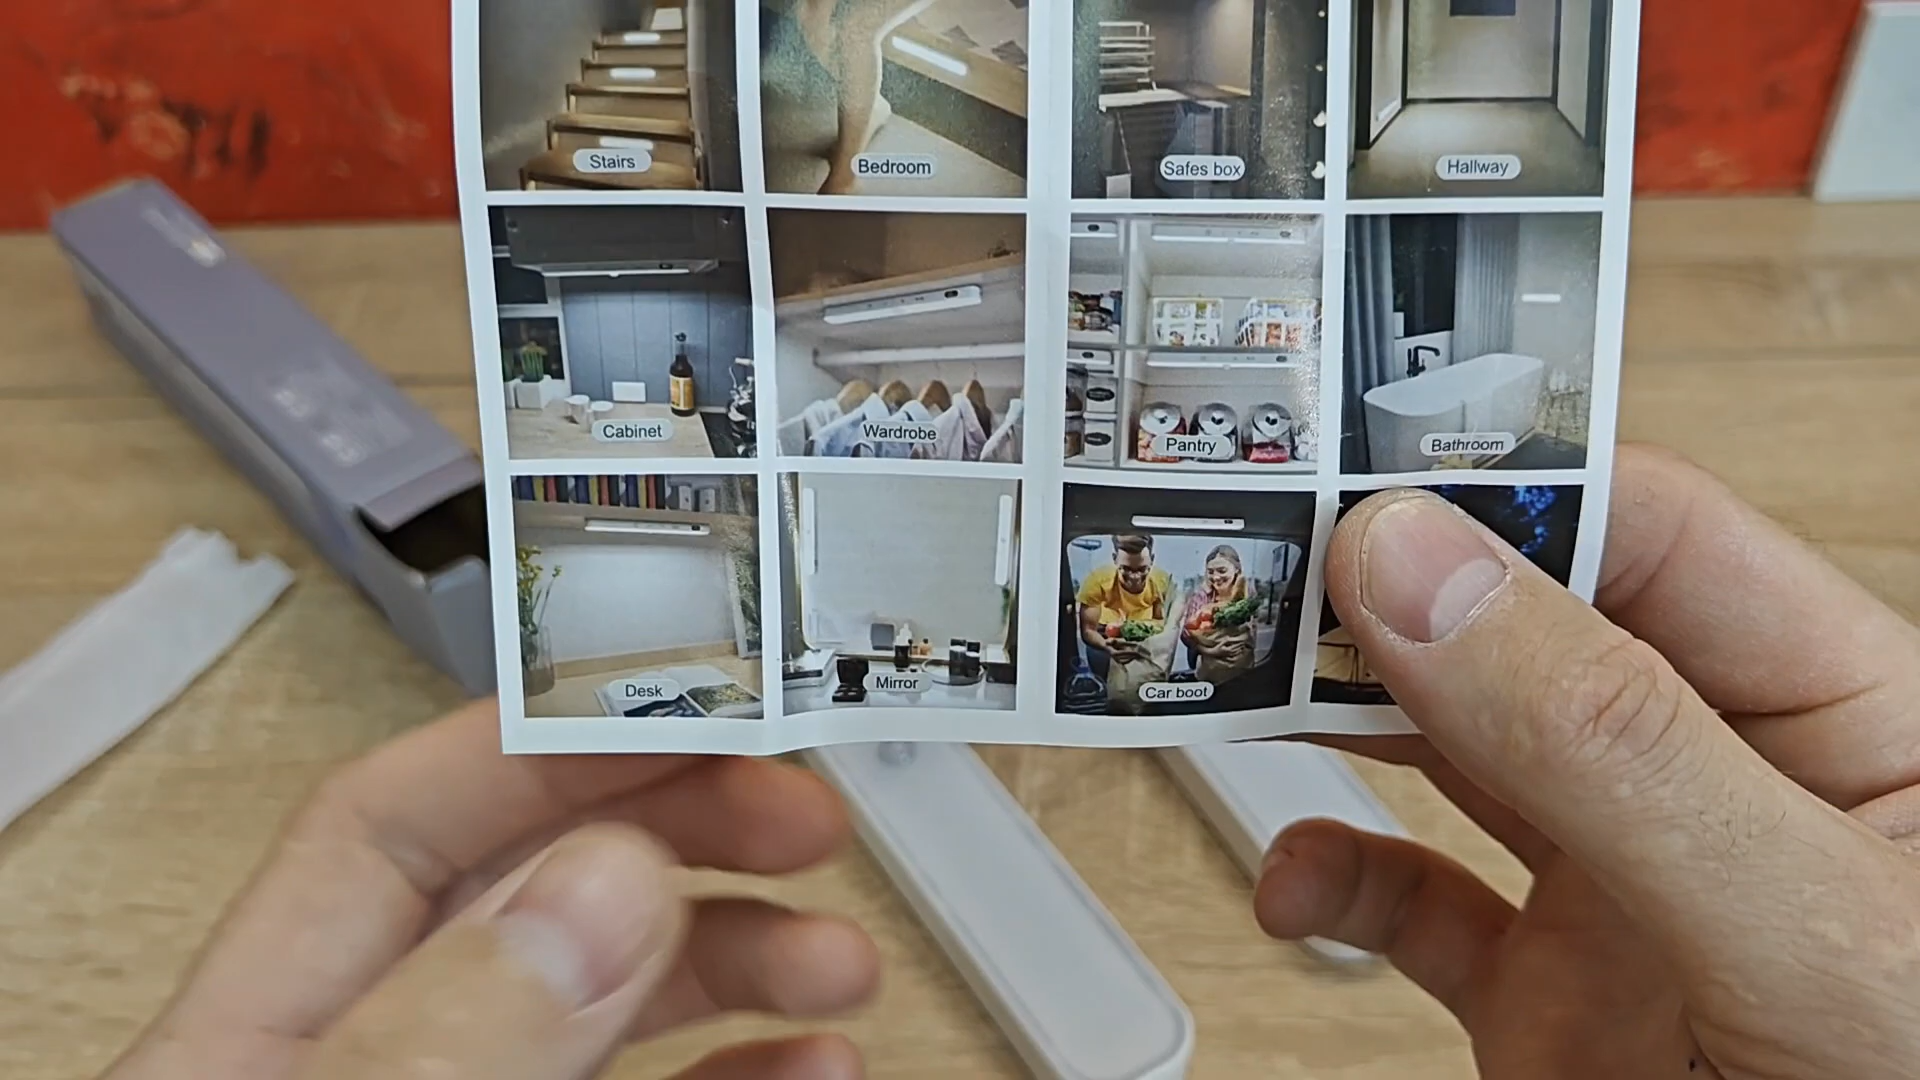 Stairs
Bedroom
Safes box
Hallway
Cabinet
Wardrobe
Pantry
Bathroom
Desk
Mirror
Car boot